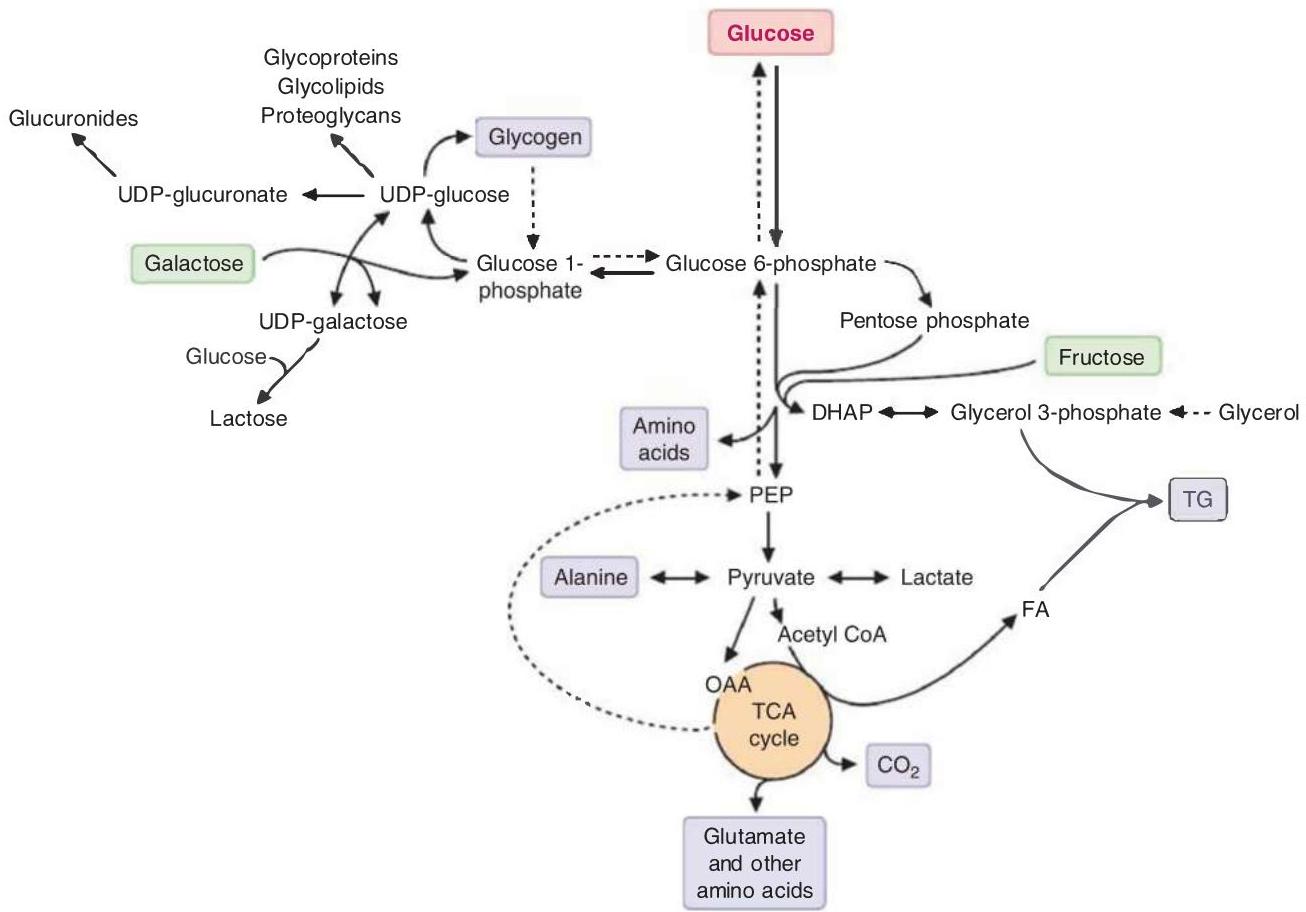 Glucose
Glycoproteins
Glycolipids
Proteoglycans
Glucuronides
Glycogen
UDP-glucuronate
UDP-glucose
Galactose
Glucose 1-
phosphate
Glucose 6-phosphate
UDP-galactose
Pentose phosphate
Glucose
Fructose
Lactose
DHAP
Glycerol 3-phosphate
Glycerol
Amino
acids
PEP
TG
Alanine
Pyruvate
Lactate
FA
Acetyl CoA
OAA
TCA
cycle
CO₂
Glutamate
and other
amino acids